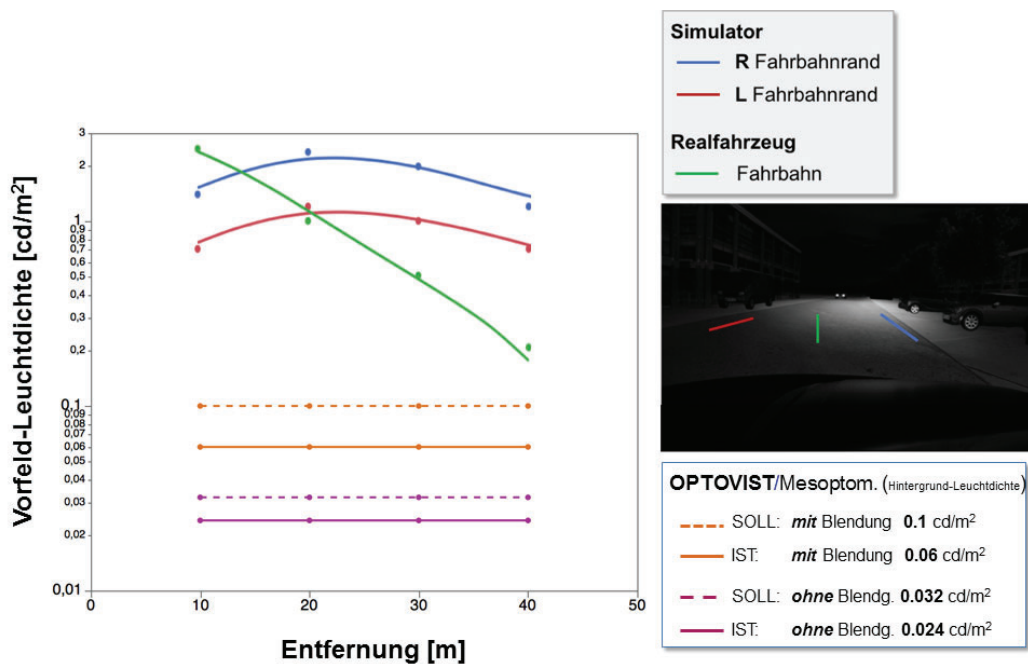 Vorfeld-Leuchtdichte [cd/m²]
3
2
1
0,9
0,8
0,7
0,6
0,5
0,4
0,3
0,2
0,1
0,09
0,08
0,07
0,06
0,05
0,04
0,03
0,02
0,01
0 10 20 30 40 50
Entfernung [m]
Simulator
R Fahrbahnrand
L Fahrbahnrand
Realfahrzeug
Fahrbahn
OPTOVIST/Mesoptom. (Hintergrund-Leuchtdichte)
SOLL: mit Blendung 0.1 cd/m²
IST: mit Blendung 0.06 cd/m²
SOLL: ohne Blendg. 0.032 cd/m²
IST: ohne Blendg. 0.024 cd/m²